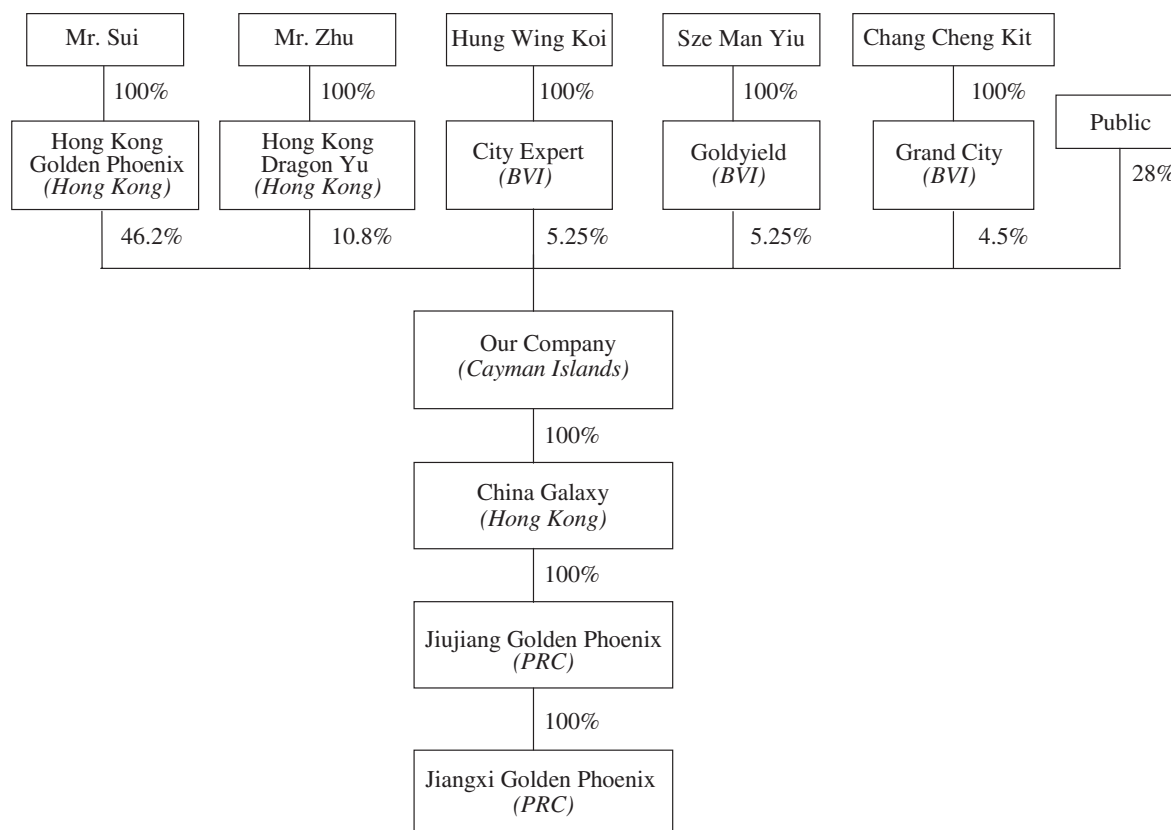 Mr. Sui
Mr. Zhu
Hung Wing Koi
Sze Man Yiu
Chang Cheng Kit
100%
100%
100%
100%
100%
Public
Hong Kong
Golden Phoenix
(Hong Kong)
Hong Kong
Dragon Yu
(Hong Kong)
City Expert
(BVI)
Goldyield
(BVI)
Grand City
(BVI)
28%
46.2%
10.8%
5.25%
5.25%
4.5%
Our Company
(Cayman Islands)
100%
China Galaxy
(Hong Kong)
100%
Jiujiang Golden Phoenix
(PRC)
100%
Jiangxi Golden Phoenix
(PRC)